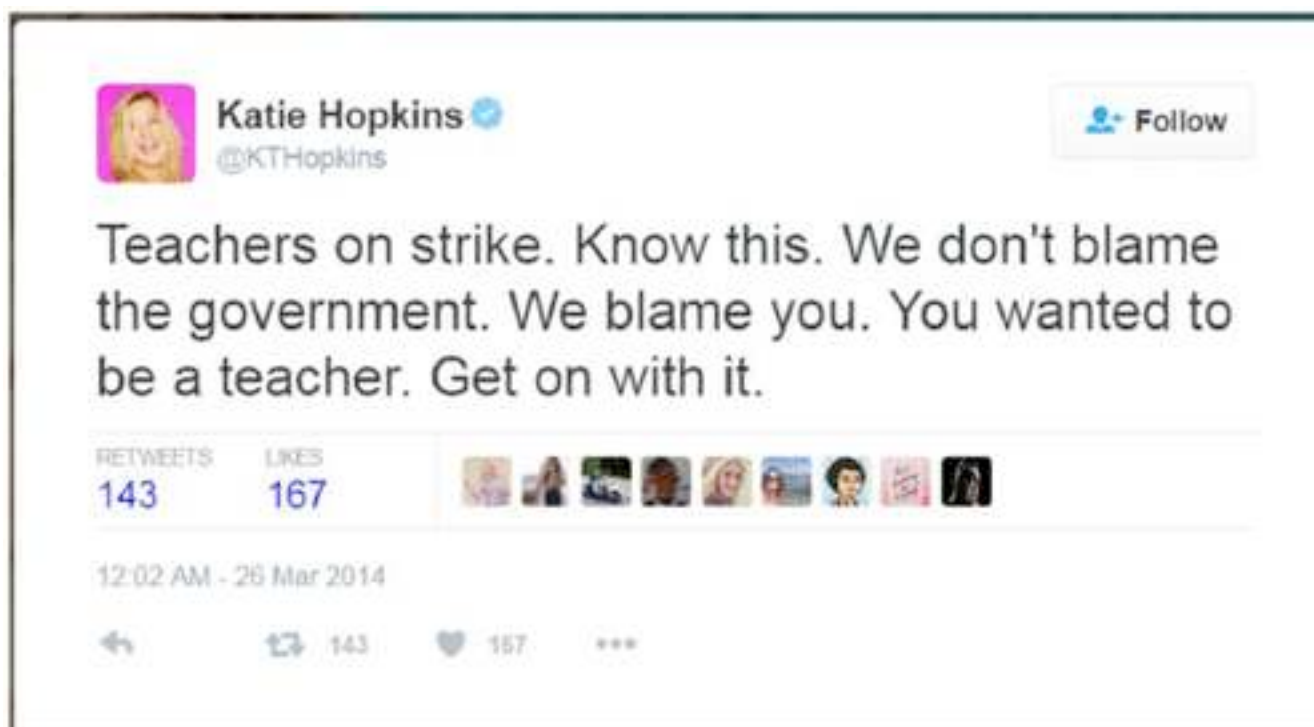 Katie Hopkins
@KTHopkins
Follow
Teachers on strike. Know this. We don't blame
the government. We blame you. You wanted to
be a teacher. Get on with it.
RETWEETS LIKES
143 167
12:02 AM - 26 Mar 2014
143 167